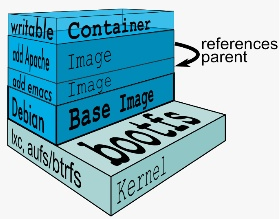 writable Container
add Apache Image
add emacs Image
Debian Base Image
references
parent
lxc, aufs/btrfs
bootfs
Kernel